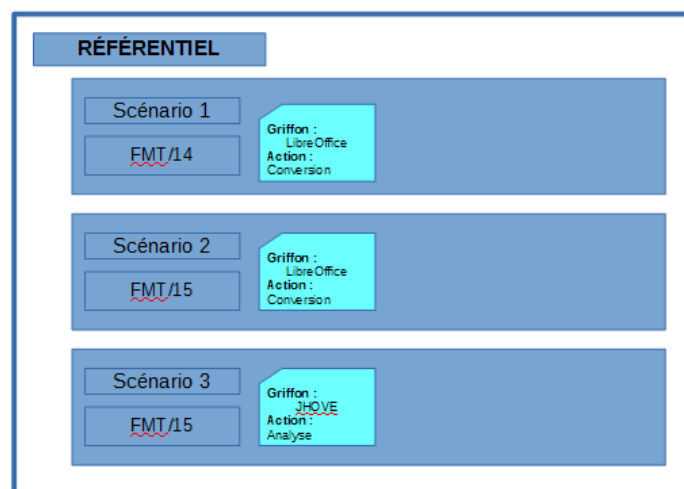 RÉFÉRENTIEL
Scénario 1
FMT/14
Griffon :
LibreOffice
Action :
Conversion
Scénario 2
FMT/15
Griffon :
LibreOffice
Action :
Conversion
Scénario 3
FMT/15
Griffon :
JHOVE
Action :
Analyse